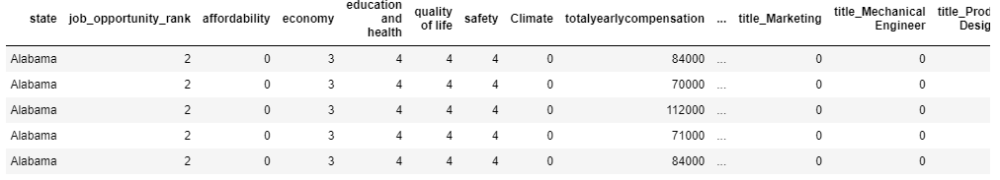 state job_opportunity_rank affordability economy education and health quality of life safety Climate totalyearlycompensation ... title_Marketing title_Mechanical Engineer title_Prod Desig
Alabama 2 0 3 4 4 4 0 84000 ... 0 0
Alabama 2 0 3 4 4 4 0 70000 ... 0 0
Alabama 2 0 3 4 4 4 0 112000 ... 0 0
Alabama 2 0 3 4 4 4 0 71000 ... 0 0
Alabama 2 0 3 4 4 4 0 84000 ... 0 0